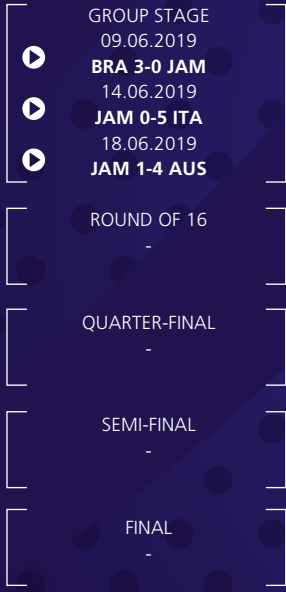 GROUP STAGE
09.06.2019
BRA 3-0 JAM
14.06.2019
JAM 0-5 ITA
18.06.2019
JAM 1-4 AUS
ROUND OF 16
-
QUARTER-FINAL
-
SEMI-FINAL
-
FINAL
-